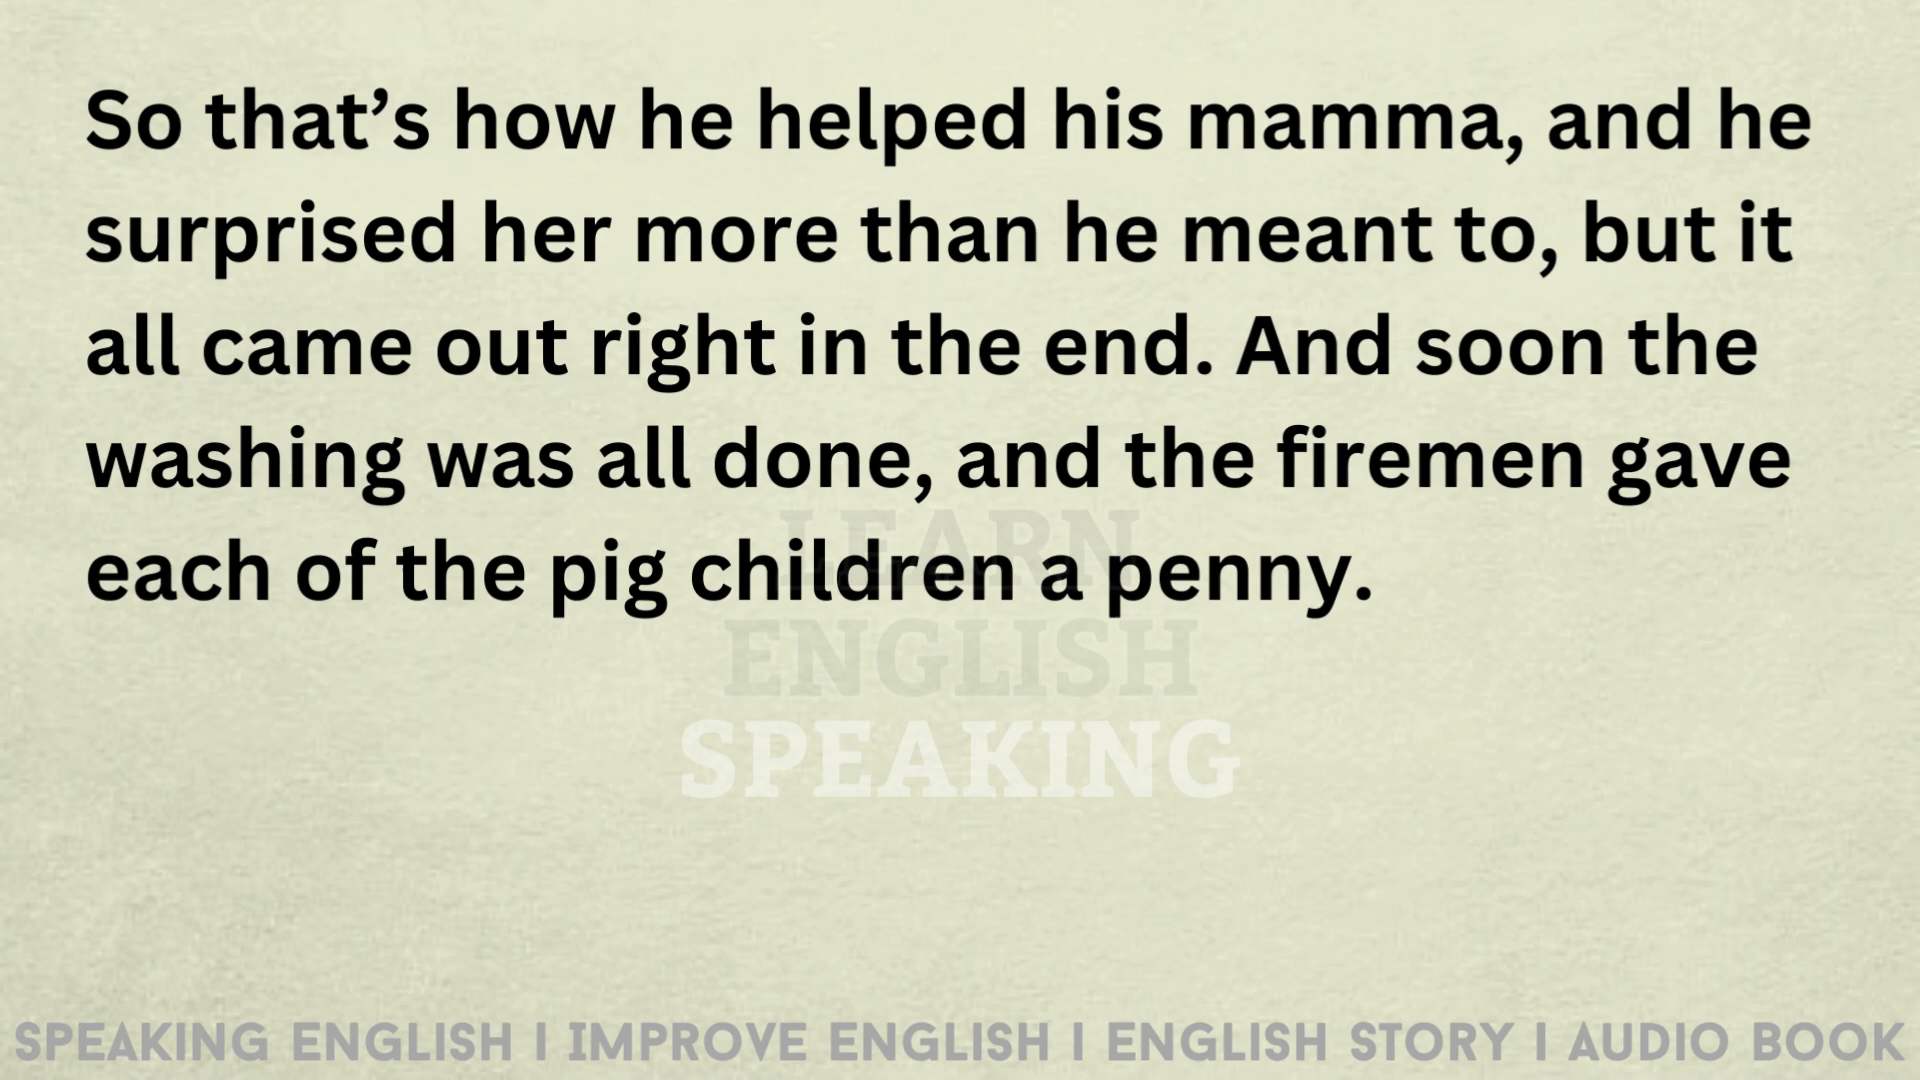 So that’s how he helped his mamma, and he
surprised her more than he meant to, but it
all came out right in the end. And soon the
washing was all done, and the firemen gave
each of the pig children a penny.
LEARN
ENGLISH
SPEAKING
SPEAKING ENGLISH | IMPROVE ENGLISH | ENGLISH STORY | AUDIO BOOK